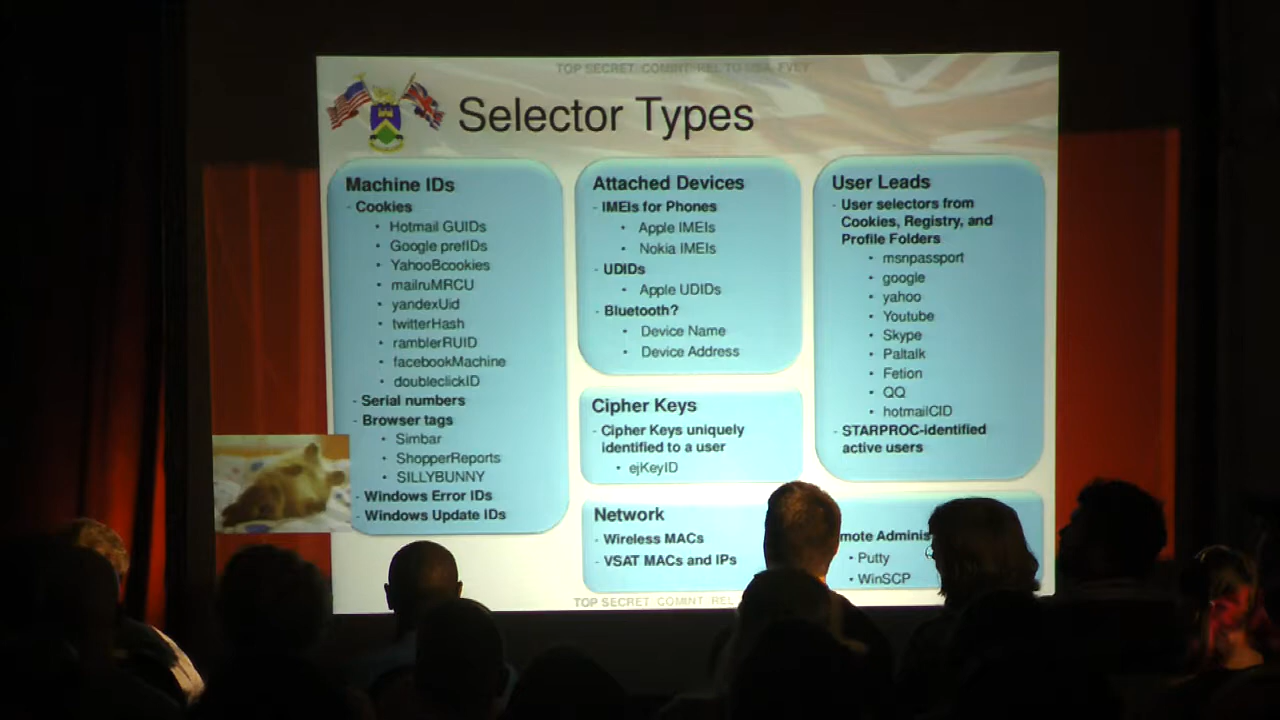 TOP SECRET COMINT REL TO USA, FVEY
Selector Types
Machine IDs
- Cookies
• Hotmail GUIDs
• Google prefIDs
• YahooBcookies
• mailruMRCU
• yandexUid
• twitterHash
• ramblerRUID
• facebookMachine
• doubleclickID
- Serial numbers
- Browser tags
• Simbar
• ShopperReports
• SILLYBUNNY
- Windows Error IDs
- Windows Update IDs
Attached Devices
- IMEIs for Phones
• Apple IMEIs
• Nokia IMEIs
- UDIDs
• Apple UDIDs
- Bluetooth?
• Device Name
• Device Address
Cipher Keys
- Cipher Keys uniquely
identified to a user
• ejKeyID
Network
- Wireless MACs
- VSAT MACs and IPs
User Leads
- User selectors from
Cookies, Registry, and
Profile Folders
• msnpassport
• google
• yahoo
• Youtube
• Skype
• Paltalk
• Fetion
• QQ
• hotmailCID
- STARPROC-identified
active users
mote Adminis
• Putty
• WinSCP
TOP SECRET COMINT REL